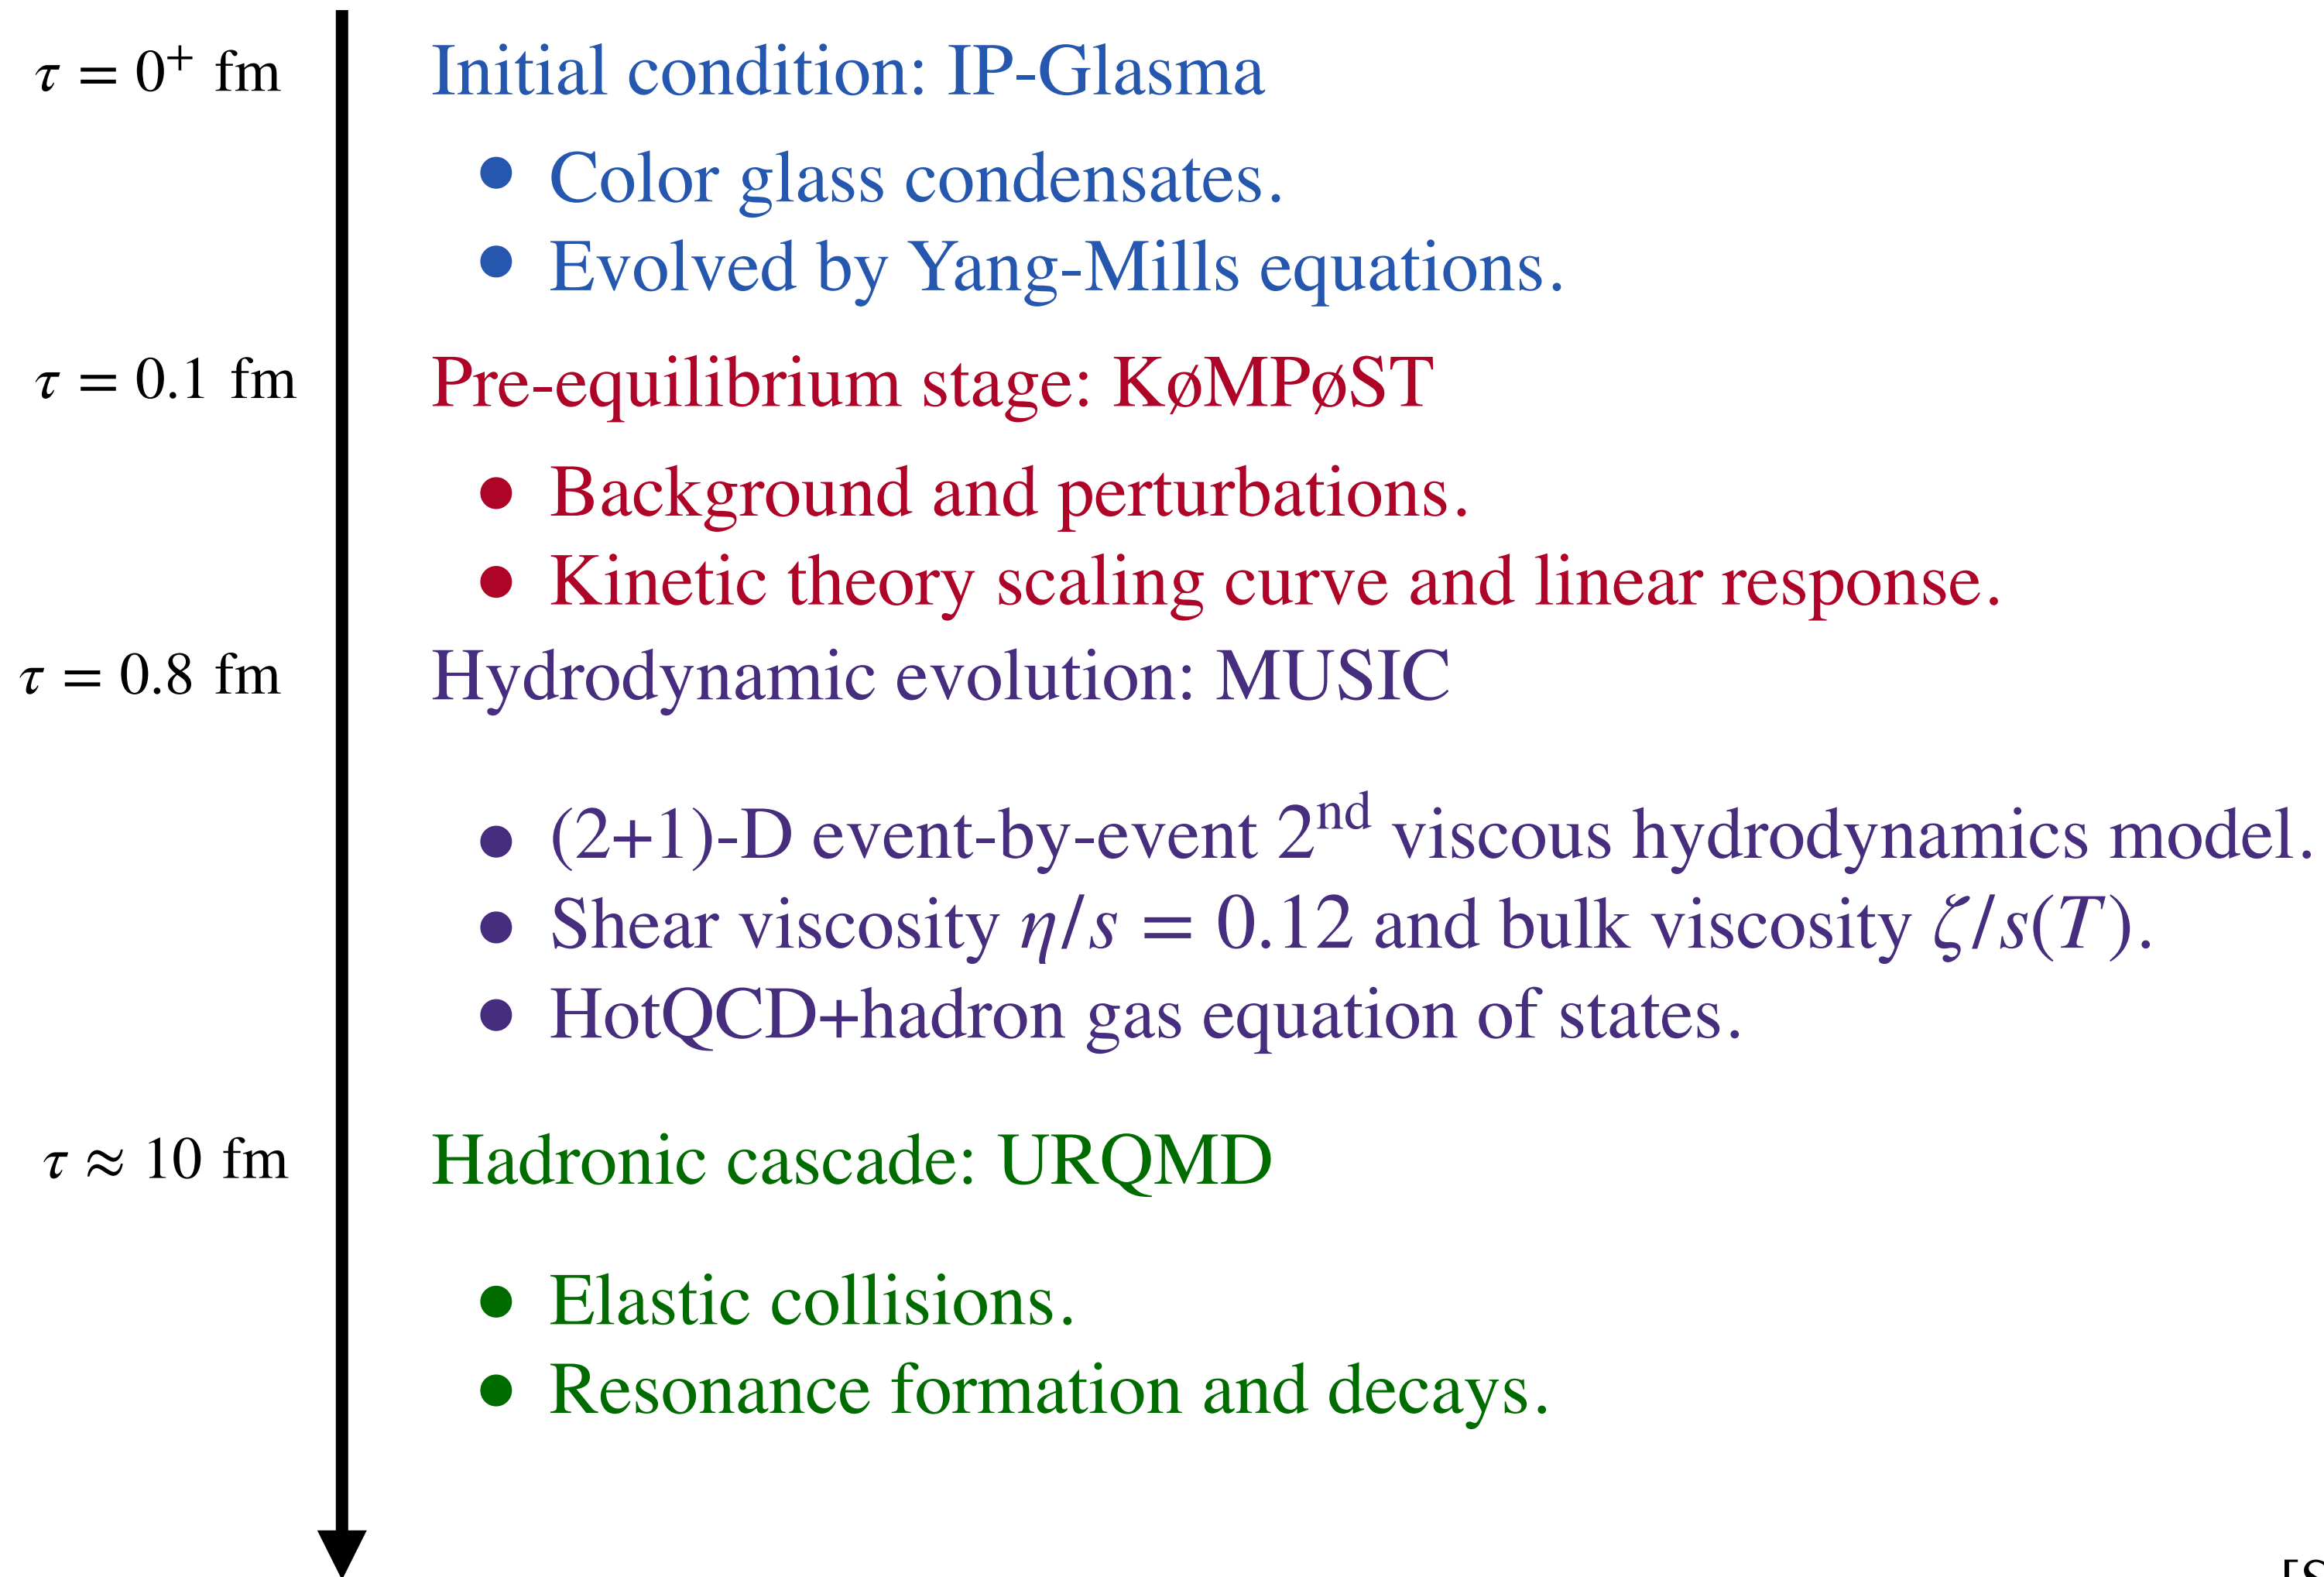 τ = 0⁺ fm Initial condition: IP-Glasma
• Color glass condensates.
• Evolved by Yang-Mills equations.
τ = 0.1 fm Pre-equilibrium stage: KøMPøST
• Background and perturbations.
• Kinetic theory scaling curve and linear response.
τ = 0.8 fm Hydrodynamic evolution: MUSIC
• (2+1)-D event-by-event 2ⁿᵈ viscous hydrodynamics model.
• Shear viscosity η/s = 0.12 and bulk viscosity ζ/s(T).
• HotQCD+hadron gas equation of states.
τ ≈ 10 fm Hadronic cascade: URQMD
• Elastic collisions.
• Resonance formation and decays.